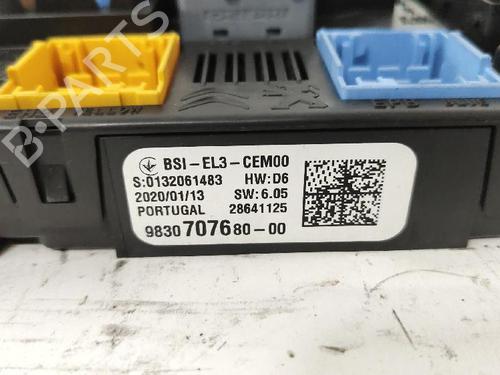 BSI-EL3-CEM00
S:0132061483 HW:D6
2020/01/13 SW:6.05
PORTUGAL 28641125
9830707680-00
B-PARTS